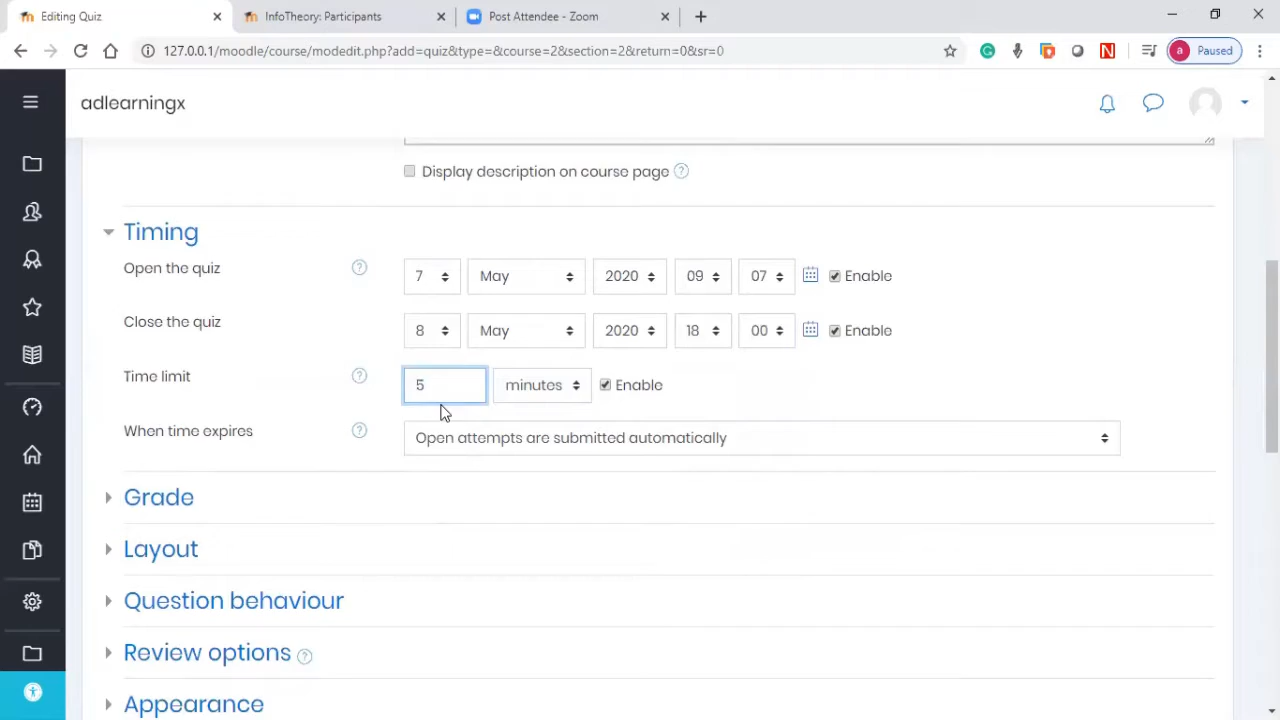 Editing Quiz
InfoTheory: Participants
Post Attendee - Zoom
127.0.0.1/moodle/course/modedit.php?add=quiz&type=&course=2&section=2&return=0&sr=0
a Paused
adlearningx
Display description on course page
Timing
Open the quiz 7 May 2020 09 07 Enable
Close the quiz 8 May 2020 18 00 Enable
Time limit 5 minutes Enable
When time expires Open attempts are submitted automatically
Grade
Layout
Question behaviour
Review options
Appearance